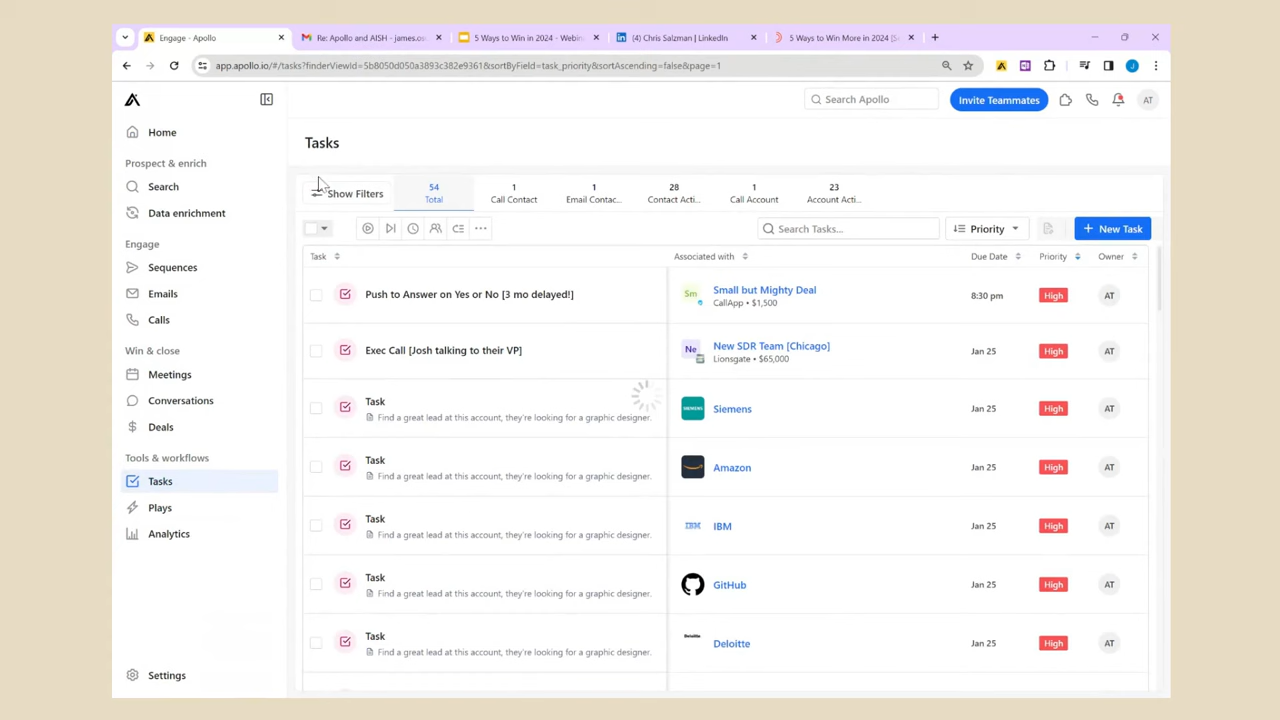 Engage - Apollo
Re: Apollo and AISH - james.os
5 Ways to Win in 2024 - Webin
(4) Chris Salzman | LinkedIn
5 Ways to Win More in 2024 [S
app.apollo.io/#/tasks?finderViewId=5b8050d050a3893c382e9361&sortByField=task_priority&sortAscending=false&page=1
J
Search Apollo
Invite Teammates
AT
Home
Prospect & enrich
Search
Data enrichment
Engage
Sequences
Emails
Calls
Win & close
Meetings
Conversations
Deals
Tools & workflows
Tasks
Plays
Analytics
Settings
Tasks
Show Filters
54
Total
1
Call Contact
1
Email Contac...
28
Contact Acti...
1
Call Account
23
Account Acti...
Search Tasks...
Priority
New Task
Task
Associated with
Due Date
Priority
Owner
Push to Answer on Yes or No [3 mo delayed!]
Sm
Small but Mighty Deal
CallApp • $1,500
8:30 pm
High
AT
Exec Call [Josh talking to their VP]
Ne
New SDR Team [Chicago]
Lionsgate • $65,000
Jan 25
High
AT
Task
Find a great lead at this account, they're looking for a graphic designer.
SIEMENS
Siemens
Jan 25
High
AT
Task
Find a great lead at this account, they're looking for a graphic designer.
Amazon
Jan 25
High
AT
Task
Find a great lead at this account, they're looking for a graphic designer.
IBM
IBM
Jan 25
High
AT
Task
Find a great lead at this account, they're looking for a graphic designer.
GitHub
Jan 25
High
AT
Task
Find a great lead at this account, they're looking for a graphic designer.
Deloitte
Deloitte
Jan 25
High
AT